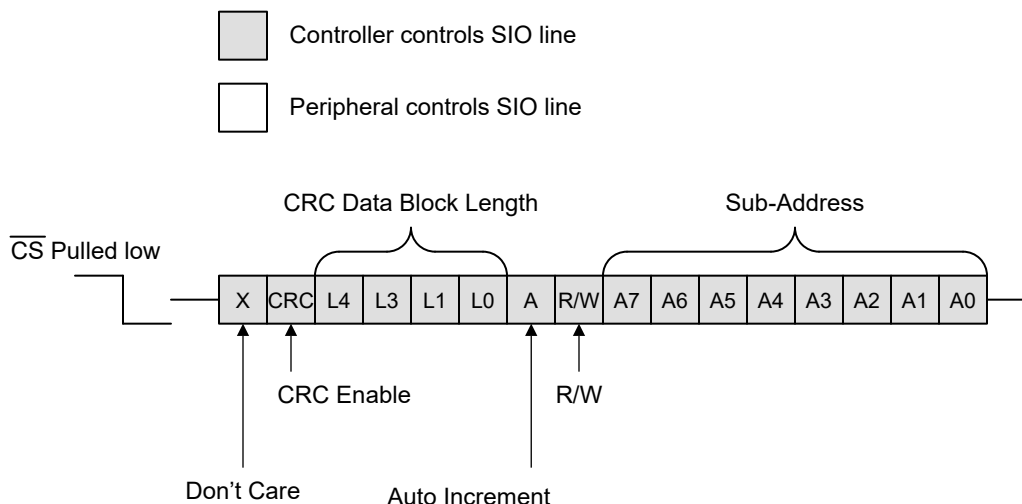 Controller controls SIO line
Peripheral controls SIO line
CRC Data Block Length
Sub-Address
CS Pulled low
X CRC L4 L3 L1 L0 A R/W A7 A6 A5 A4 A3 A2 A1 A0
CRC Enable
R/W
Don't Care
Auto Increment